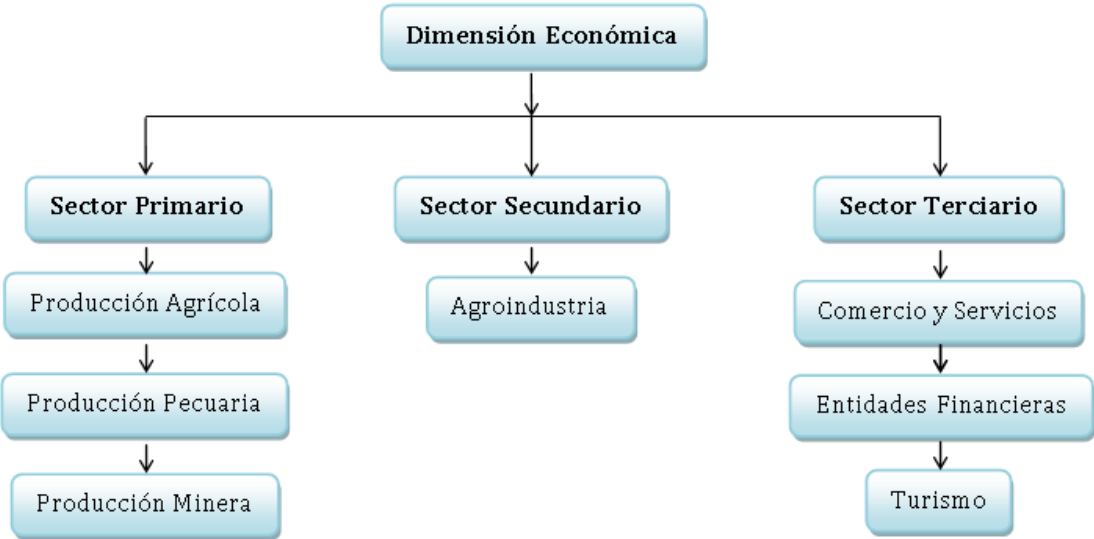 Dimensión Económica
Sector Primario
Sector Secundario
Sector Terciario
Producción Agrícola
Agroindustria
Comercio y Servicios
Producción Pecuaria
Entidades Financieras
Producción Minera
Turismo